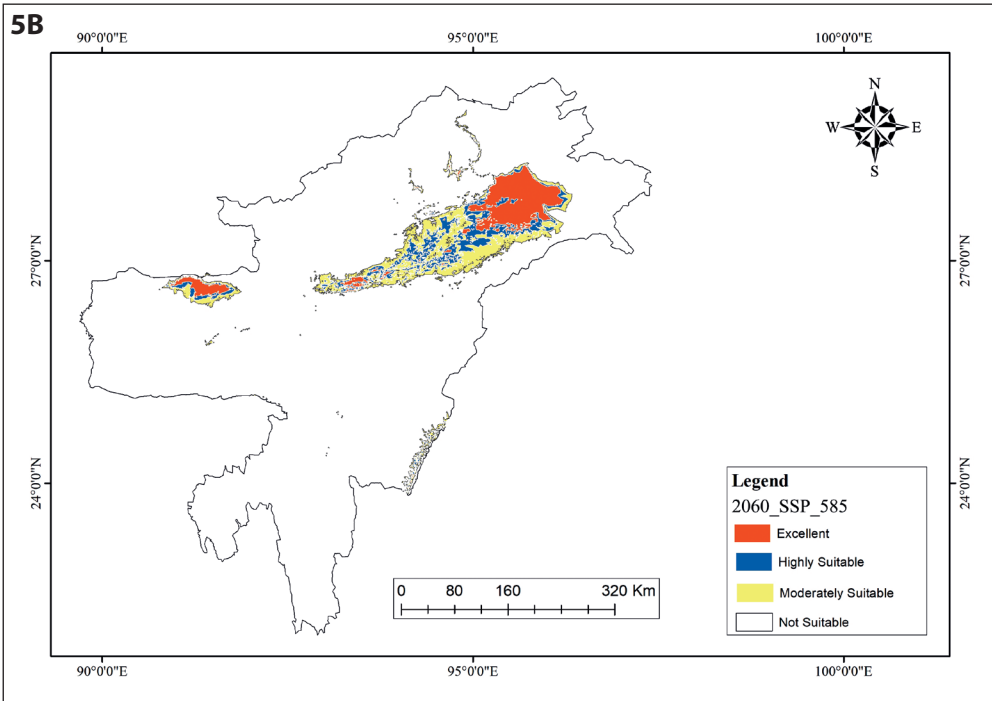 5B
90°0'0"E 95°0'0"E 100°0'0"E
N
W E
S
27°0'0"N 27°0'0"N
24°0'0"N 24°0'0"N
Legend
2060_SSP_585
Excellent
Highly Suitable
Moderately Suitable
Not Suitable
0 80 160 320 Km
90°0'0"E 95°0'0"E 100°0'0"E